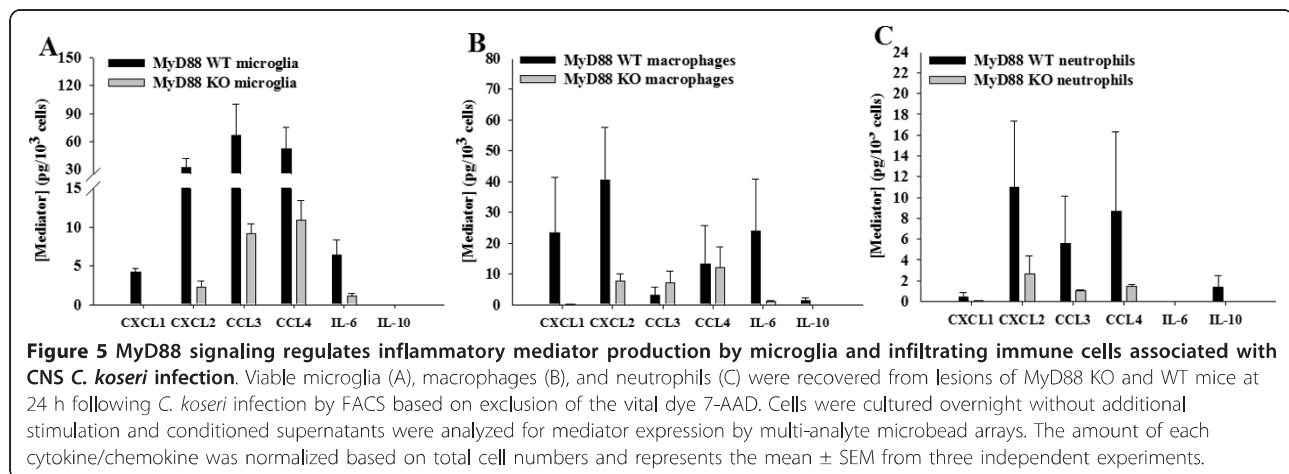 A
MyD88 WT microglia
MyD88 KO microglia
[Mediator] (pg/10³ cells)
150
120
90
60
30
15
10
5
0
CXCL1 CXCL2 CCL3 CCL4 IL-6 IL-10
B
MyD88 WT macrophages
MyD88 KO macrophages
[Mediator] (pg/10³ cells)
80
70
60
50
40
30
20
10
0
CXCL1 CXCL2 CCL3 CCL4 IL-6 IL-10
C
MyD88 WT neutrophils
MyD88 KO neutrophils
[Mediator] (pg/10³ cells)
24
22
20
18
16
14
12
10
8
6
4
2
0
CXCL1 CXCL2 CCL3 CCL4 IL-6 IL-10
Figure 5 MyD88 signaling regulates inflammatory mediator production by microglia and infiltrating immune cells associated with
CNS C. koseri infection. Viable microglia (A), macrophages (B), and neutrophils (C) were recovered from lesions of MyD88 KO and WT mice at
24 h following C. koseri infection by FACS based on exclusion of the vital dye 7-AAD. Cells were cultured overnight without additional
stimulation and conditioned supernatants were analyzed for mediator expression by multi-analyte microbead arrays. The amount of each
cytokine/chemokine was normalized based on total cell numbers and represents the mean ± SEM from three independent experiments.